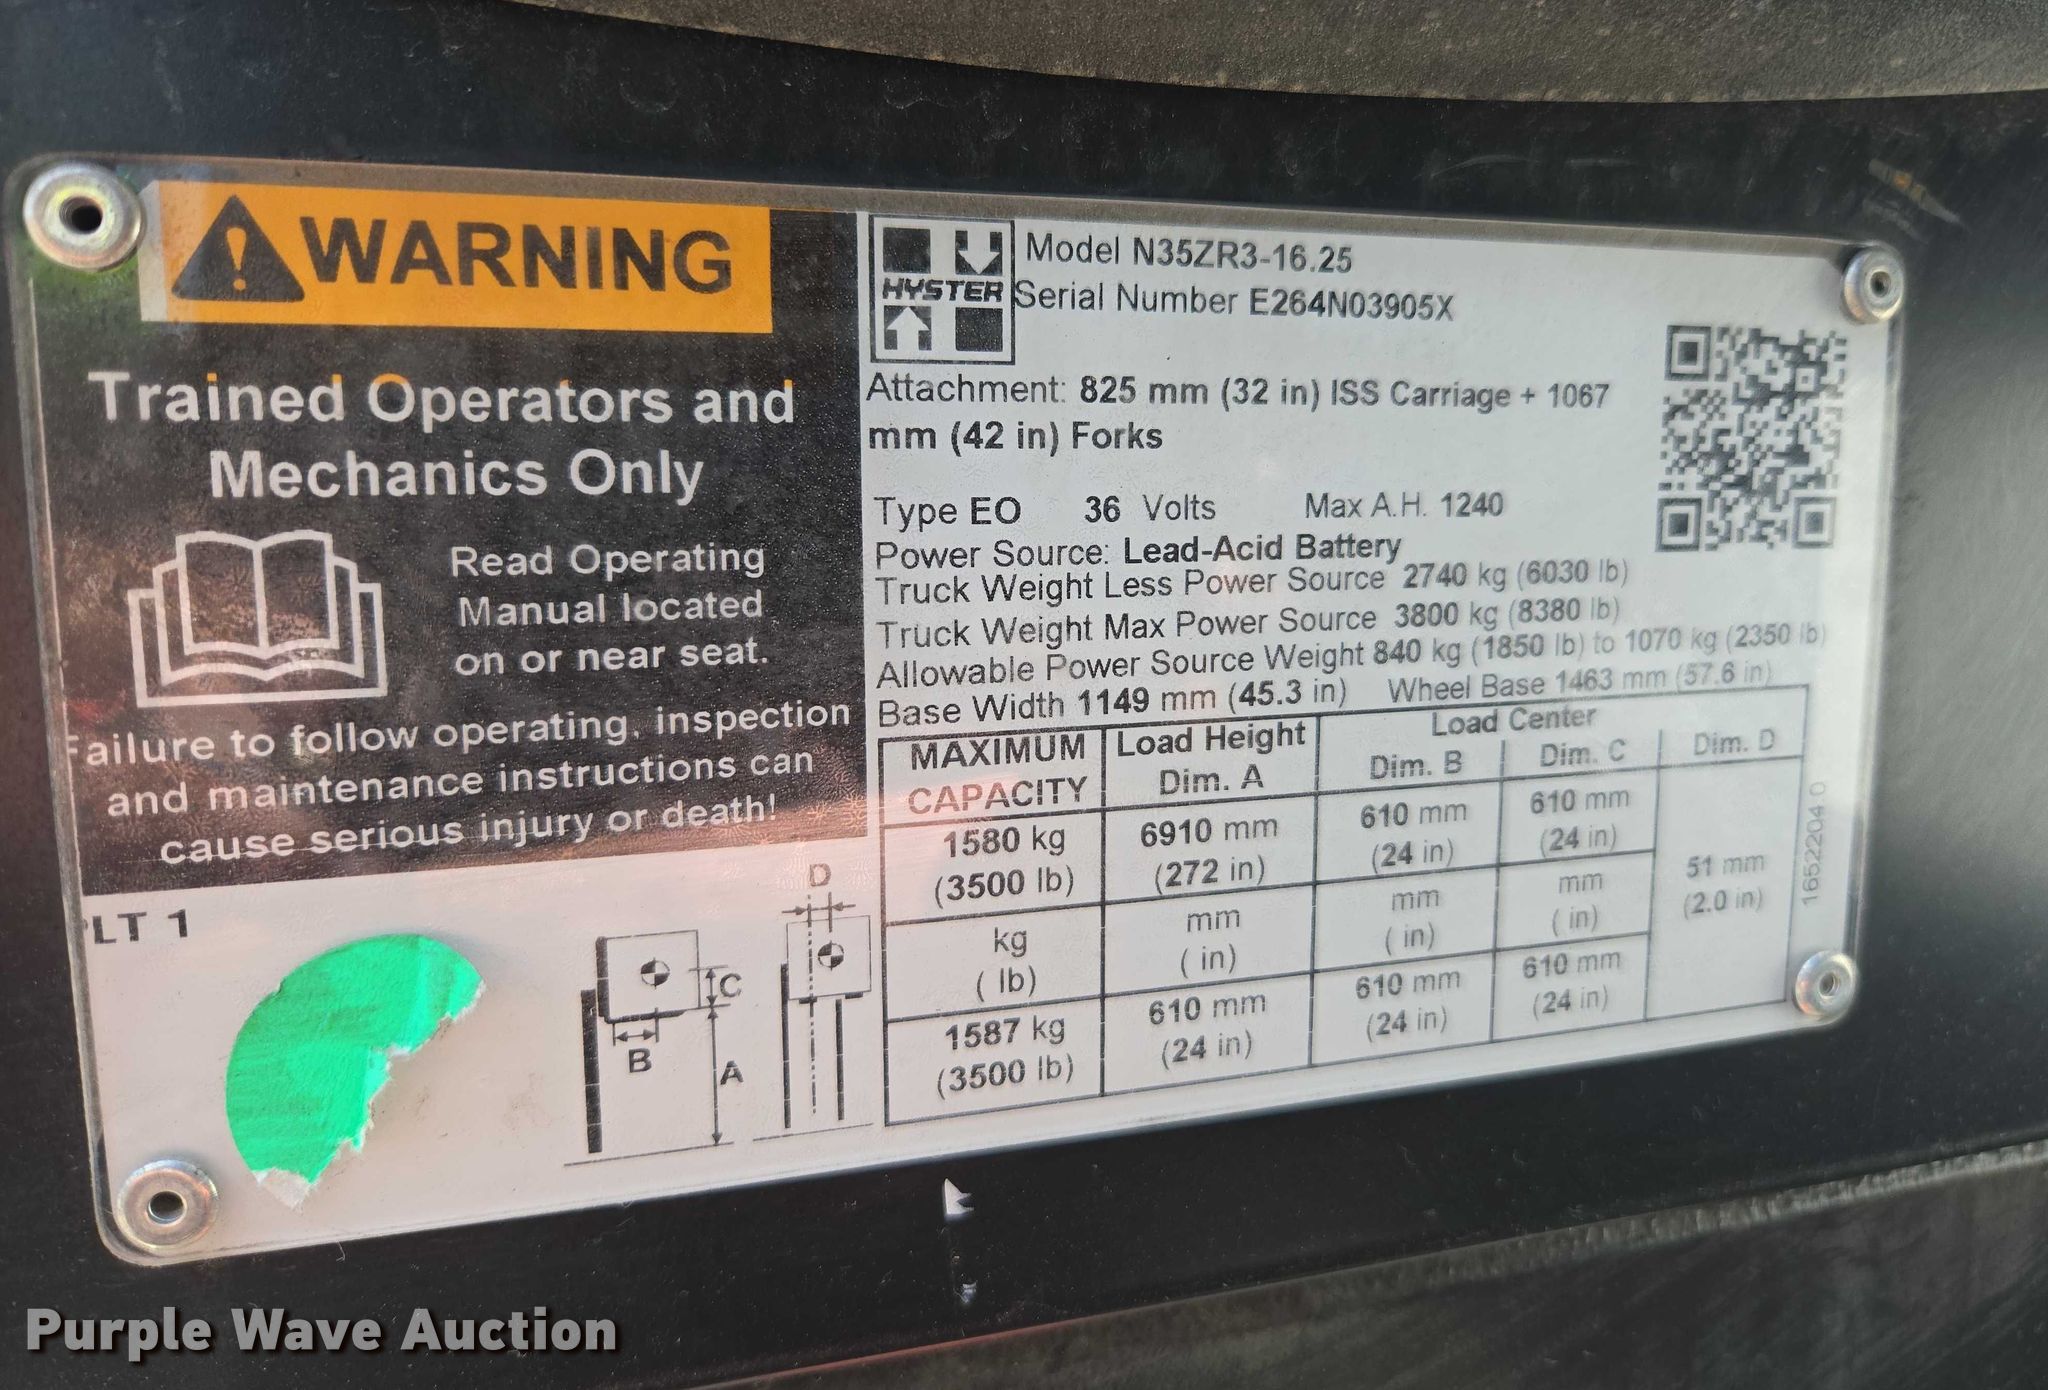 WARNING
Trained Operators and
Mechanics Only
Read Operating
Manual located
on or near seat.
Failure to follow operating, inspection
and maintenance instructions can
cause serious injury or death!
PLT 1
D
C
B
A
HYSTER
Model N35ZR3-16.25
Serial Number E264N03905X
Attachment: 825 mm (32 in) ISS Carriage + 1067
mm (42 in) Forks
Type EO 36 Volts Max A.H. 1240
Power Source: Lead-Acid Battery
Truck Weight Less Power Source 2740 kg (6030 lb)
Truck Weight Max Power Source 3800 kg (8380 lb)
Allowable Power Source Weight 840 kg (1850 lb) to 1070 kg (2350 lb)
Base Width 1149 mm (45.3 in) Wheel Base 1463 mm (57.6 in)
MAXIMUM CAPACITY Load Height Dim. A Load Center Dim. B Dim. C Dim. D
1580 kg 6910 mm 610 mm 610 mm
(3500 lb) (272 in) (24 in) (24 in)
51 mm
(2.0 in)
kg mm mm mm
( lb) ( in) ( in) ( in)
1587 kg 610 mm 610 mm 610 mm
(3500 lb) (24 in) (24 in) (24 in)
1652204 0
Purple Wave Auction